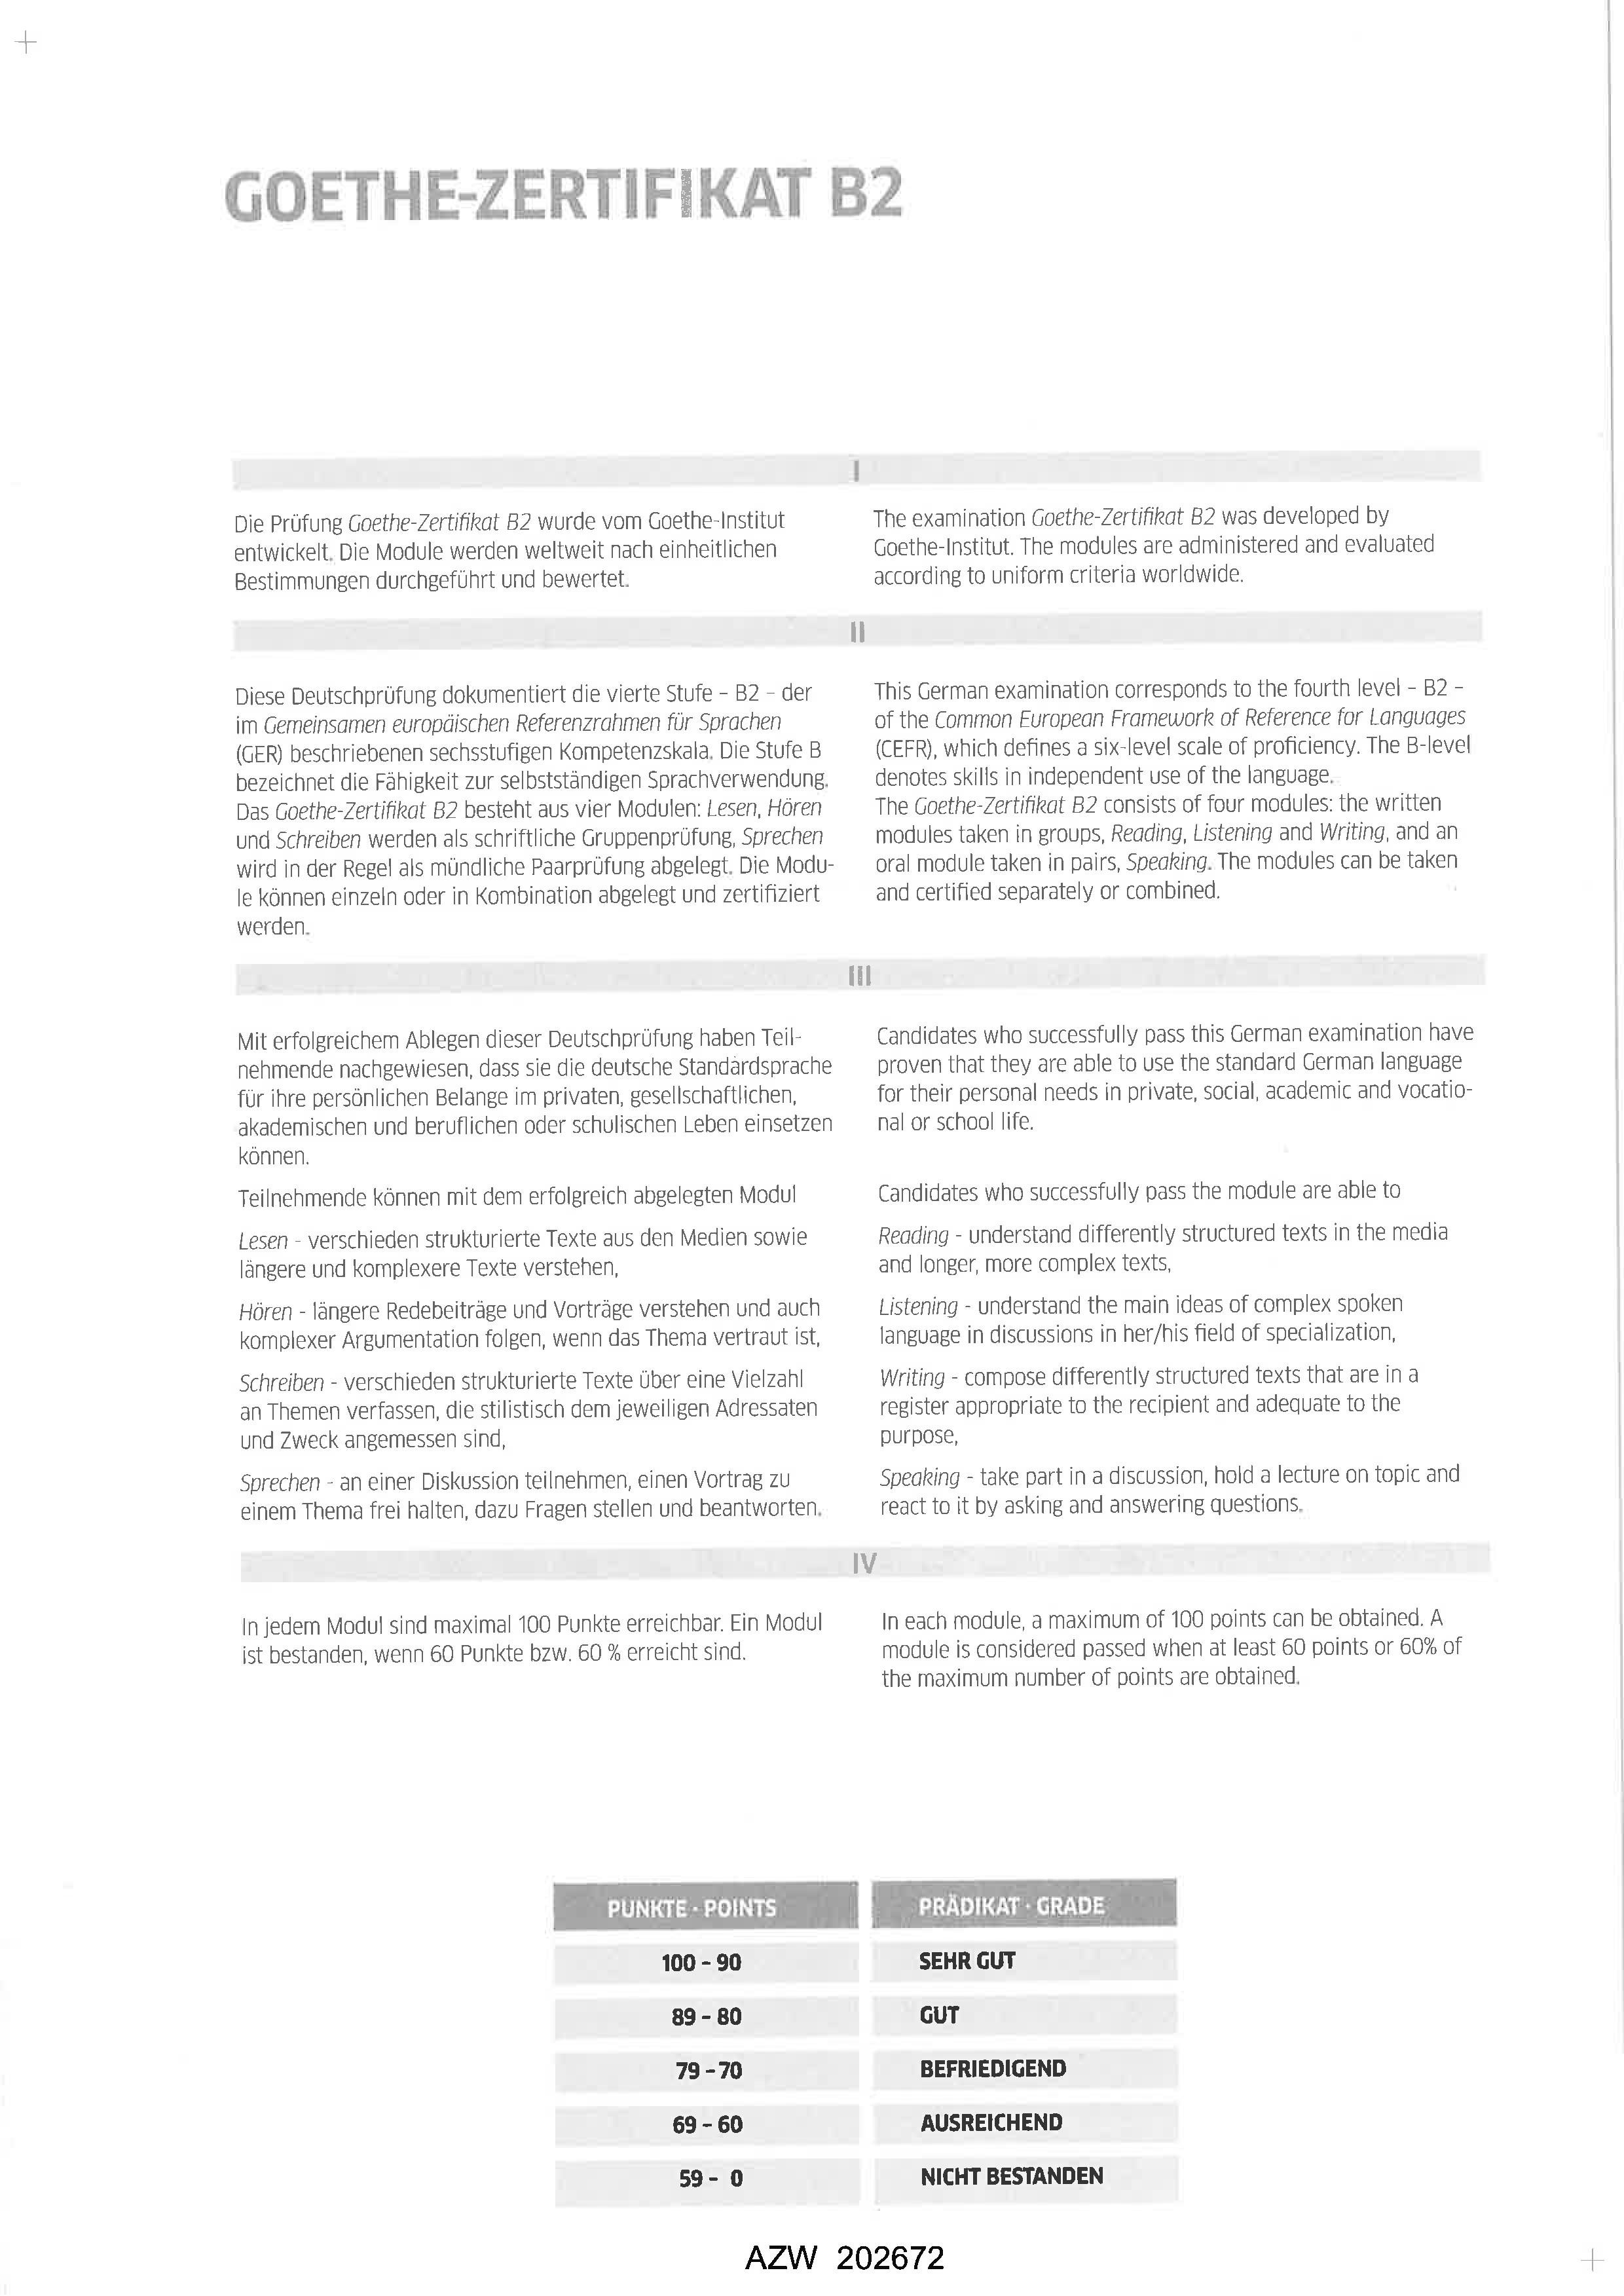 GOETHE-ZERTIFIKAT B2
I
Die Prüfung Goethe-Zertifikat B2 wurde vom Goethe-Institut
entwickelt. Die Module werden weltweit nach einheitlichen
Bestimmungen durchgeführt und bewertet.
The examination Goethe-Zertifikat B2 was developed by
Goethe-Institut. The modules are administered and evaluated
according to uniform criteria worldwide.
II
Diese Deutschprüfung dokumentiert die vierte Stufe – B2 – der
im Gemeinsamen europäischen Referenzrahmen für Sprachen
(GER) beschriebenen sechsstufigen Kompetenzskala. Die Stufe B
bezeichnet die Fähigkeit zur selbstständigen Sprachverwendung.
Das Goethe-Zertifikat B2 besteht aus vier Modulen: Lesen, Hören
und Schreiben werden als schriftliche Gruppenprüfung, Sprechen
wird in der Regel als mündliche Paarprüfung abgelegt. Die Modu-
le können einzeln oder in Kombination abgelegt und zertifiziert
werden.
This German examination corresponds to the fourth level – B2 –
of the Common European Framework of Reference for Languages
(CEFR), which defines a six-level scale of proficiency. The B-level
denotes skills in independent use of the language.
The Goethe-Zertifikat B2 consists of four modules: the written
modules taken in groups, Reading, Listening and Writing, and an
oral module taken in pairs, Speaking. The modules can be taken
and certified separately or combined.
III
Mit erfolgreichem Ablegen dieser Deutschprüfung haben Teil-
nehmende nachgewiesen, dass sie die deutsche Standardsprache
für ihre persönlichen Belange im privaten, gesellschaftlichen,
akademischen und beruflichen oder schulischen Leben einsetzen
können.
Teilnehmende können mit dem erfolgreich abgelegten Modul
Lesen - verschieden strukturierte Texte aus den Medien sowie
längere und komplexere Texte verstehen,
Hören - längere Redebeiträge und Vorträge verstehen und auch
komplexer Argumentation folgen, wenn das Thema vertraut ist,
Schreiben - verschieden strukturierte Texte über eine Vielzahl
an Themen verfassen, die stilistisch dem jeweiligen Adressaten
und Zweck angemessen sind,
Sprechen - an einer Diskussion teilnehmen, einen Vortrag zu
einem Thema frei halten, dazu Fragen stellen und beantworten.
Candidates who successfully pass this German examination have
proven that they are able to use the standard German language
for their personal needs in private, social, academic and vocatio-
nal or school life.
Candidates who successfully pass the module are able to
Reading - understand differently structured texts in the media
and longer, more complex texts,
Listening - understand the main ideas of complex spoken
language in discussions in her/his field of specialization,
Writing - compose differently structured texts that are in a
register appropriate to the recipient and adequate to the
purpose,
Speaking - take part in a discussion, hold a lecture on topic and
react to it by asking and answering questions.
IV
In jedem Modul sind maximal 100 Punkte erreichbar. Ein Modul
ist bestanden, wenn 60 Punkte bzw. 60 % erreicht sind.
In each module, a maximum of 100 points can be obtained. A
module is considered passed when at least 60 points or 60% of
the maximum number of points are obtained.
PUNKTE · POINTS PRÄDIKAT · GRADE
100 – 90 SEHR GUT
89 – 80 GUT
79 – 70 BEFRIEDIGEND
69 – 60 AUSREICHEND
59 – 0 NICHT BESTANDEN
AZW 202672